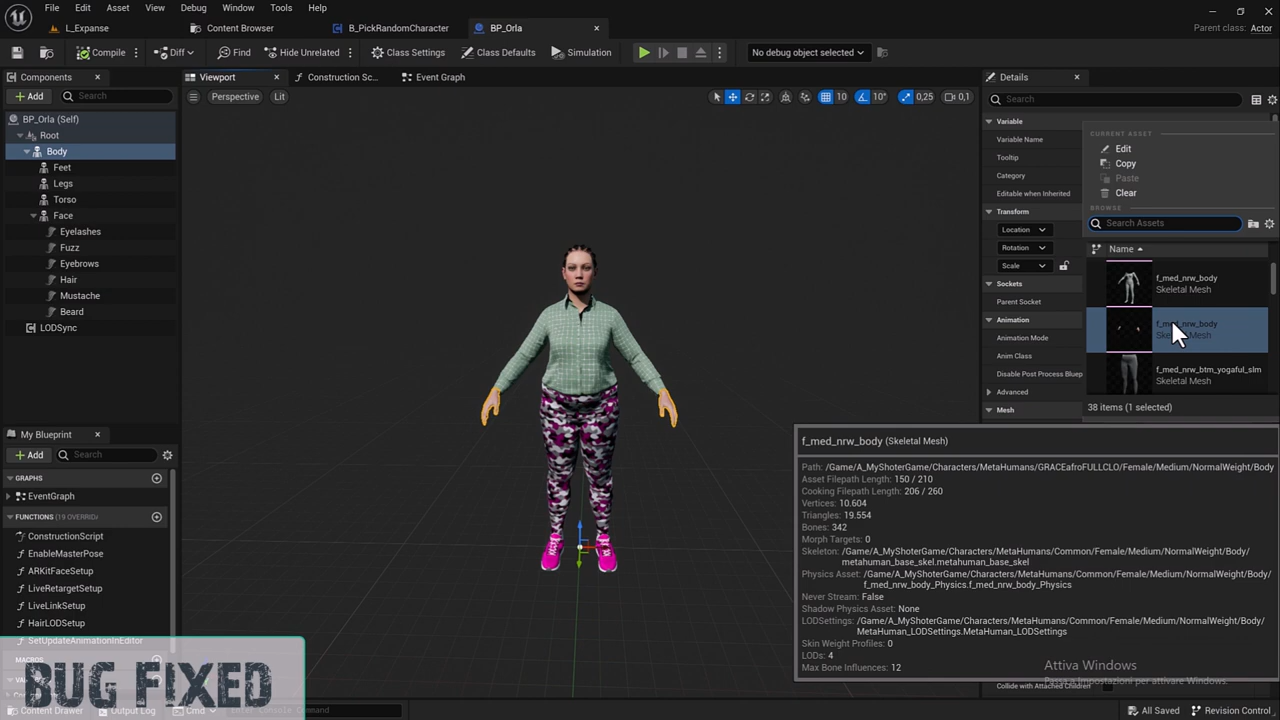 File Edit Asset View Debug Window Tools Help
L_Expanse Content Browser B_PickRandomCharacter BP_Orla
Parent class: Actor
Compile Diff Find Hide Unrelated Class Settings Class Defaults Simulation No debug object selected
Components
Viewport Construction Sc... Event Graph
Details
Add Search
Perspective Lit 10 10° 0,25 0,1
Search
BP_Orla (Self)
Root
Body
Feet
Legs
Torso
Face
Eyelashes
Fuzz
Eyebrows
Hair
Mustache
Beard
LODSync
Variable
Variable Name
Tooltip
Category
Editable when Inherited
Transform
Location
Rotation
Scale
Sockets
Parent Socket
Animation
Animation Mode
Anim Class
Disable Post Process Bluep
Advanced
Mesh
CURRENT ASSET
Edit
Copy
Paste
Clear
BROWSE
Search Assets
Name
f_med_nrw_body
Skeletal Mesh
f_med_nrw_body
Skeletal Mesh
f_med_nrw_btm_yogaful_slm
Skeletal Mesh
38 items (1 selected)
f_med_nrw_body (Skeletal Mesh)
Path: /Game/A_MyShoterGame/Characters/MetaHumans/GRACEafroFULLCLO/Female/Medium/NormalWeight/Body
Asset Filepath Length: 150 / 210
Cooking Filepath Length: 206 / 260
Vertices: 10.604
Triangles: 19.554
Bones: 342
Morph Targets: 0
Skeleton: /Game/A_MyShoterGame/Characters/MetaHumans/Common/Female/Medium/NormalWeight/Body/
metahuman_base_skel.metahuman_base_skel
Physics Asset: /Game/A_MyShoterGame/Characters/MetaHumans/Common/Female/Medium/NormalWeight/Body/
f_med_nrw_body_Physics.f_med_nrw_body_Physics
Never Stream: False
Shadow Physics Asset: None
LODSettings: /Game/A_MyShoterGame/Characters/MetaHumans/Common/Female/Medium/NormalWeight/Body/
MetaHuman_LODSettings.MetaHuman_LODSettings
Skin Weight Profiles: 0
LODs: 4
Max Bone Influences: 12
Attiva Windows
Passa a Impostazioni per attivare Windows.
Collide with Attached Children
My Blueprint
Add Search
GRAPHS
EventGraph
FUNCTIONS (19 OVERRID
ConstructionScript
EnableMasterPose
ARKitFaceSetup
LiveRetargetSetup
LiveLinkSetup
HairLODSetup
SetUpdateAnimationInEditor
MACROS
BUG FIXED
Content Drawer Output Log Cmd Enter Console Command
All Saved Revision Control